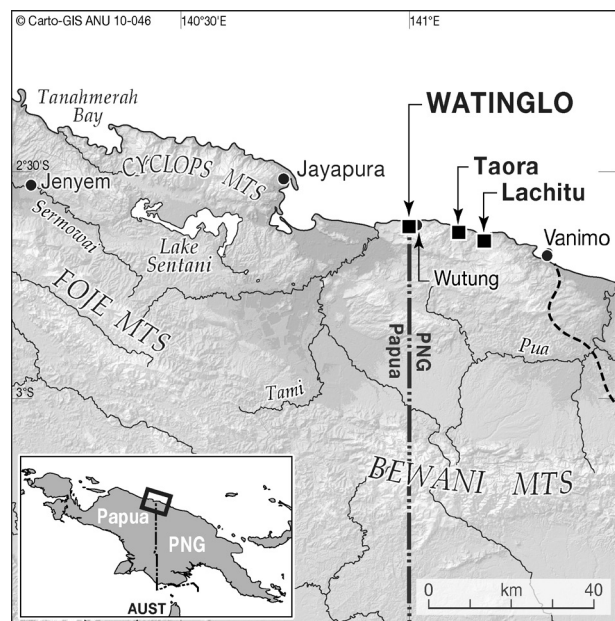 © Carto-GIS ANU 10-046
140°30'E
141°E
Tanahmerah
Bay
WATINGLO
CYCLOPS MTS
2°30'S
Jayapura
Taora
Jenyem
Lachitu
Sermowai
Lake
Sentani
Vanimo
Wutung
FOJE MTS
PNG
Papua
Pua
Tami
3°S
BEWANI MTS
Papua
PNG
AUST
0 km 40